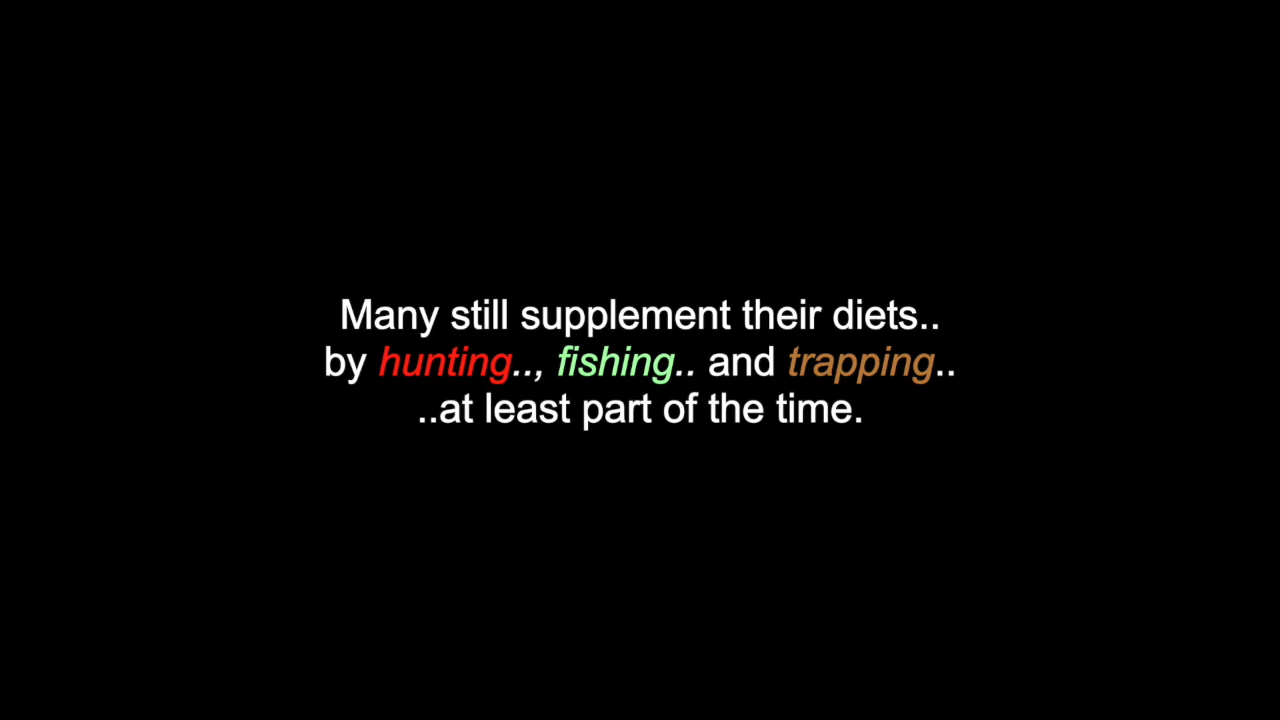 Many still supplement their diets..
by hunting.., fishing.. and trapping..
..at least part of the time.